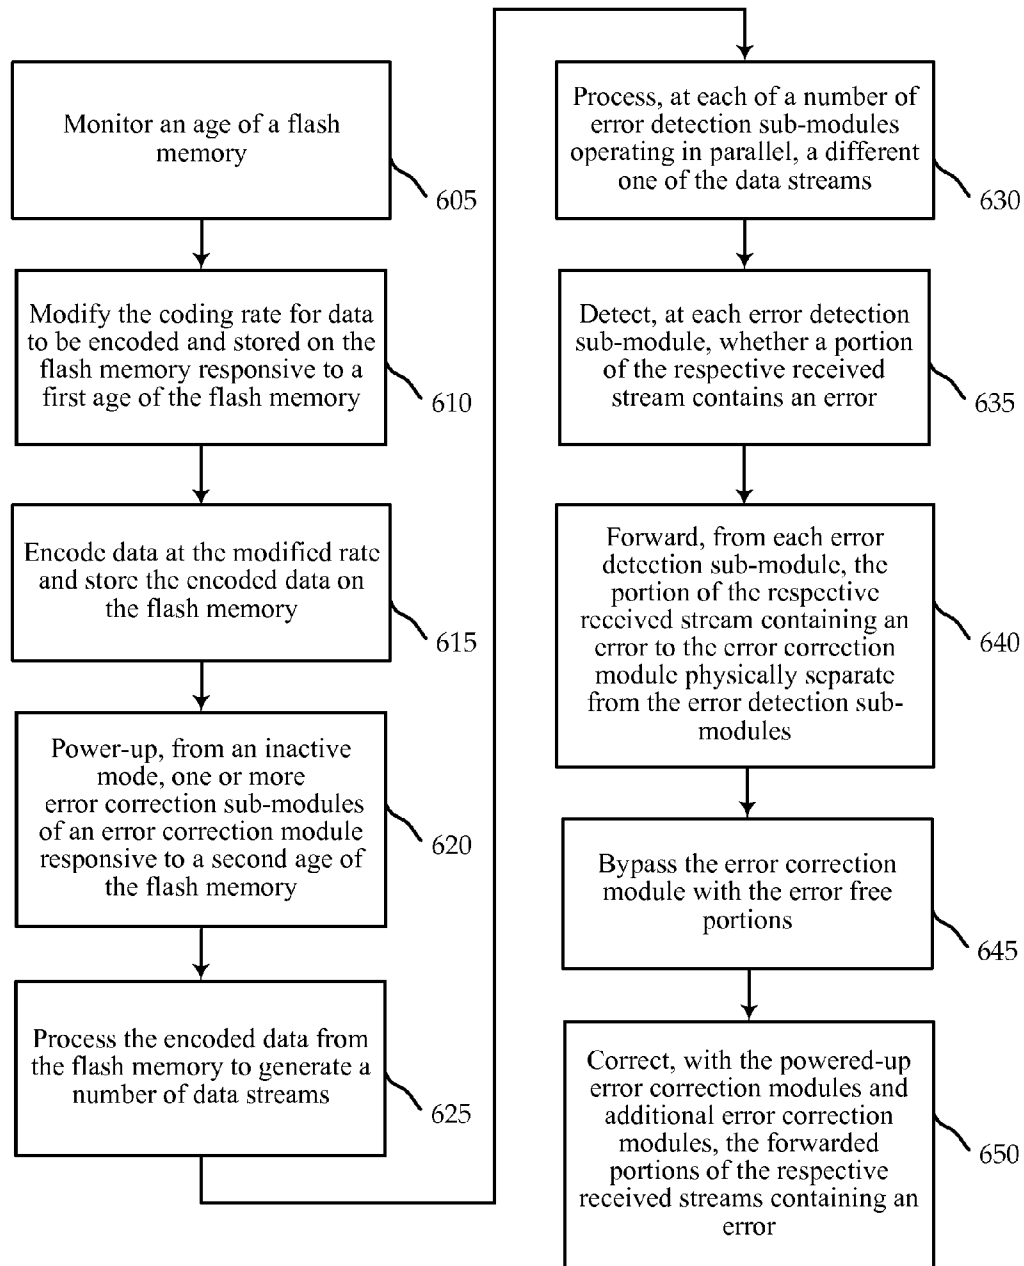 Monitor an age of a flash
memory
605
Modify the coding rate for data
to be encoded and stored on the
flash memory responsive to a
first age of the flash memory
610
Encode data at the modified rate
and store the encoded data on
the flash memory
615
Power-up, from an inactive
mode, one or more
error correction sub-modules
of an error correction module
responsive to a second age of
the flash memory
620
Process the encoded data from
the flash memory to generate a
number of data streams
625
Process, at each of a number of
error detection sub-modules
operating in parallel, a different
one of the data streams
630
Detect, at each error detection
sub-module, whether a portion
of the respective received
stream contains an error
635
Forward, from each error
detection sub-module, the
portion of the respective
received stream containing an
error to the error correction
module physically separate
from the error detection sub-
modules
640
Bypass the error correction
module with the error free
portions
645
Correct, with the powered-up
error correction modules and
additional error correction
modules, the forwarded
portions of the respective
received streams containing an
error
650